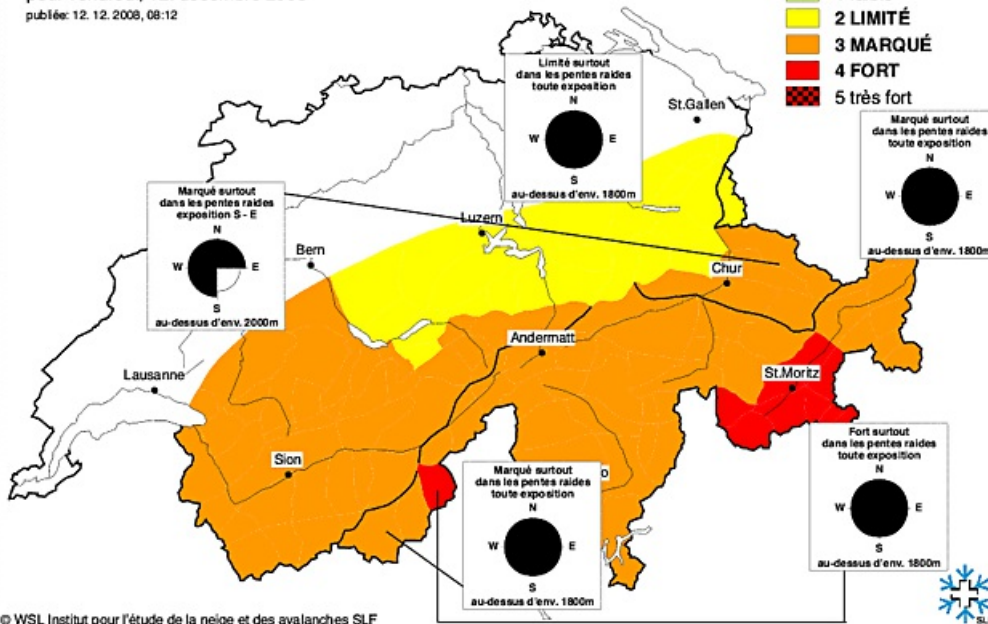 publiée: 12. 12. 2008, 08:12
2 LIMITÉ
3 MARQUÉ
4 FORT
5 très fort
Limité surtout
dans les pentes raides
toute exposition
N
W E
S
au-dessus d'env. 1800m
St.Gallen
Marqué surtout
dans les pentes raides
toute exposition
N
W E
S
au-dessus d'env. 1800m
Marqué surtout
dans les pentes raides
exposition S - E
N
W E
S
au-dessus d'env. 2000m
Luzern
Bern
Chur
Andermatt
Lausanne
St.Moritz
Sion
Fort surtout
dans les pentes raides
toute exposition
N
W E
S
au-dessus d'env. 1800m
Marqué surtout
dans les pentes raides
toute exposition
N
W E
S
au-dessus d'env. 1800m
© WSL Institut pour l'étude de la neige et des avalanches SLF
SLF